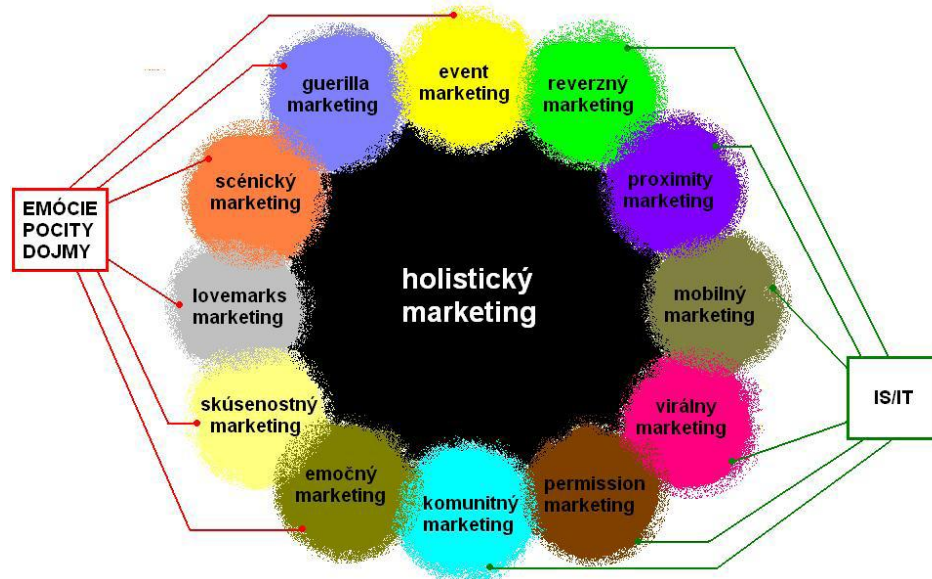 event
marketing
guerilla
marketing
reverzný
marketing
scénický
marketing
proximity
marketing
EMÓCIE
POCITY
DOJMY
holistický
marketing
lovemarks
marketing
mobilný
marketing
skúsenostný
marketing
virálny
marketing
IS/IT
emočný
marketing
komunitný
marketing
permission
marketing